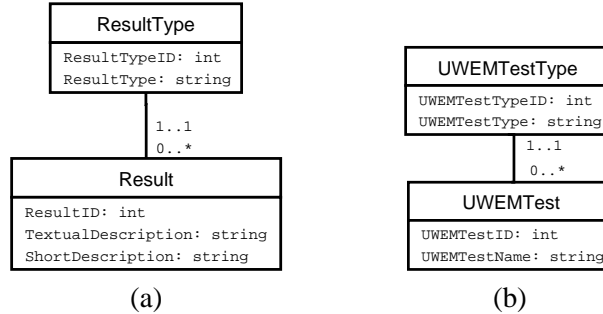 ResultType
ResultTypeID: int
ResultType: string
1..1
0..*
Result
ResultID: int
TextualDescription: string
ShortDescription: string
(a)
UWEMTestType
UWEMTestTypeID: int
UWEMTestType: string
1..1
0..*
UWEMTest
UWEMTestID: int
UWEMTestName: string
(b)